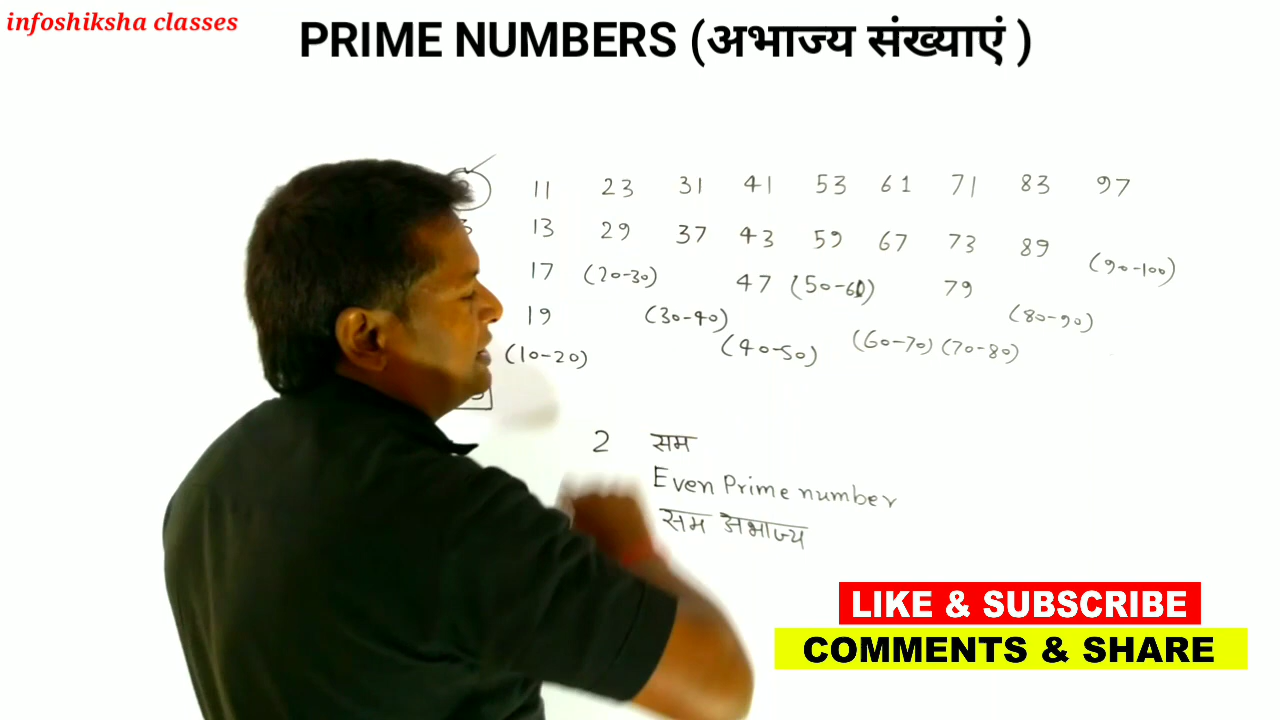 infoshiksha classes
PRIME NUMBERS (अभाज्य संख्याएं )
11 23 31 41 53 61 71 83 97
13 29 37 43 59 67 73 89 (90-100)
17 (20-30) 47 (50-60) 79
19 (30-40) (80-90)
(10-20) (40-50) (60-70) (70-80)
2 सम
Even Prime number
सम अभाज्य
LIKE & SUBSCRIBE
COMMENTS & SHARE